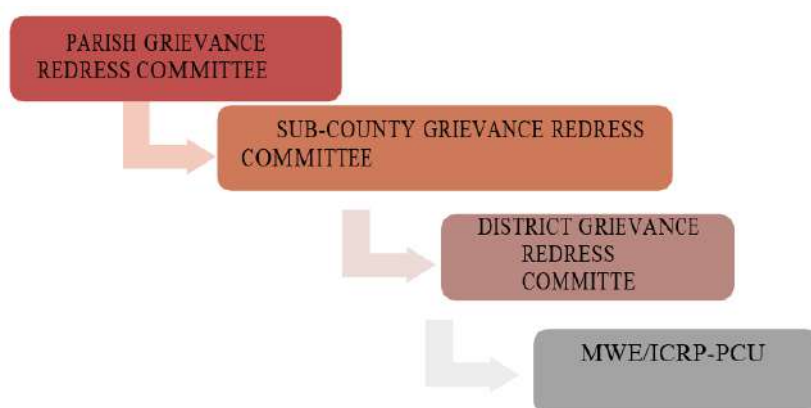 PARISH GRIEVANCE
REDRESS COMMITTEE
SUB-COUNTY GRIEVANCE REDRESS
COMMITTEE
DISTRICT GRIEVANCE
REDRESS
COMMITTE
MWE/ICRP-PCU